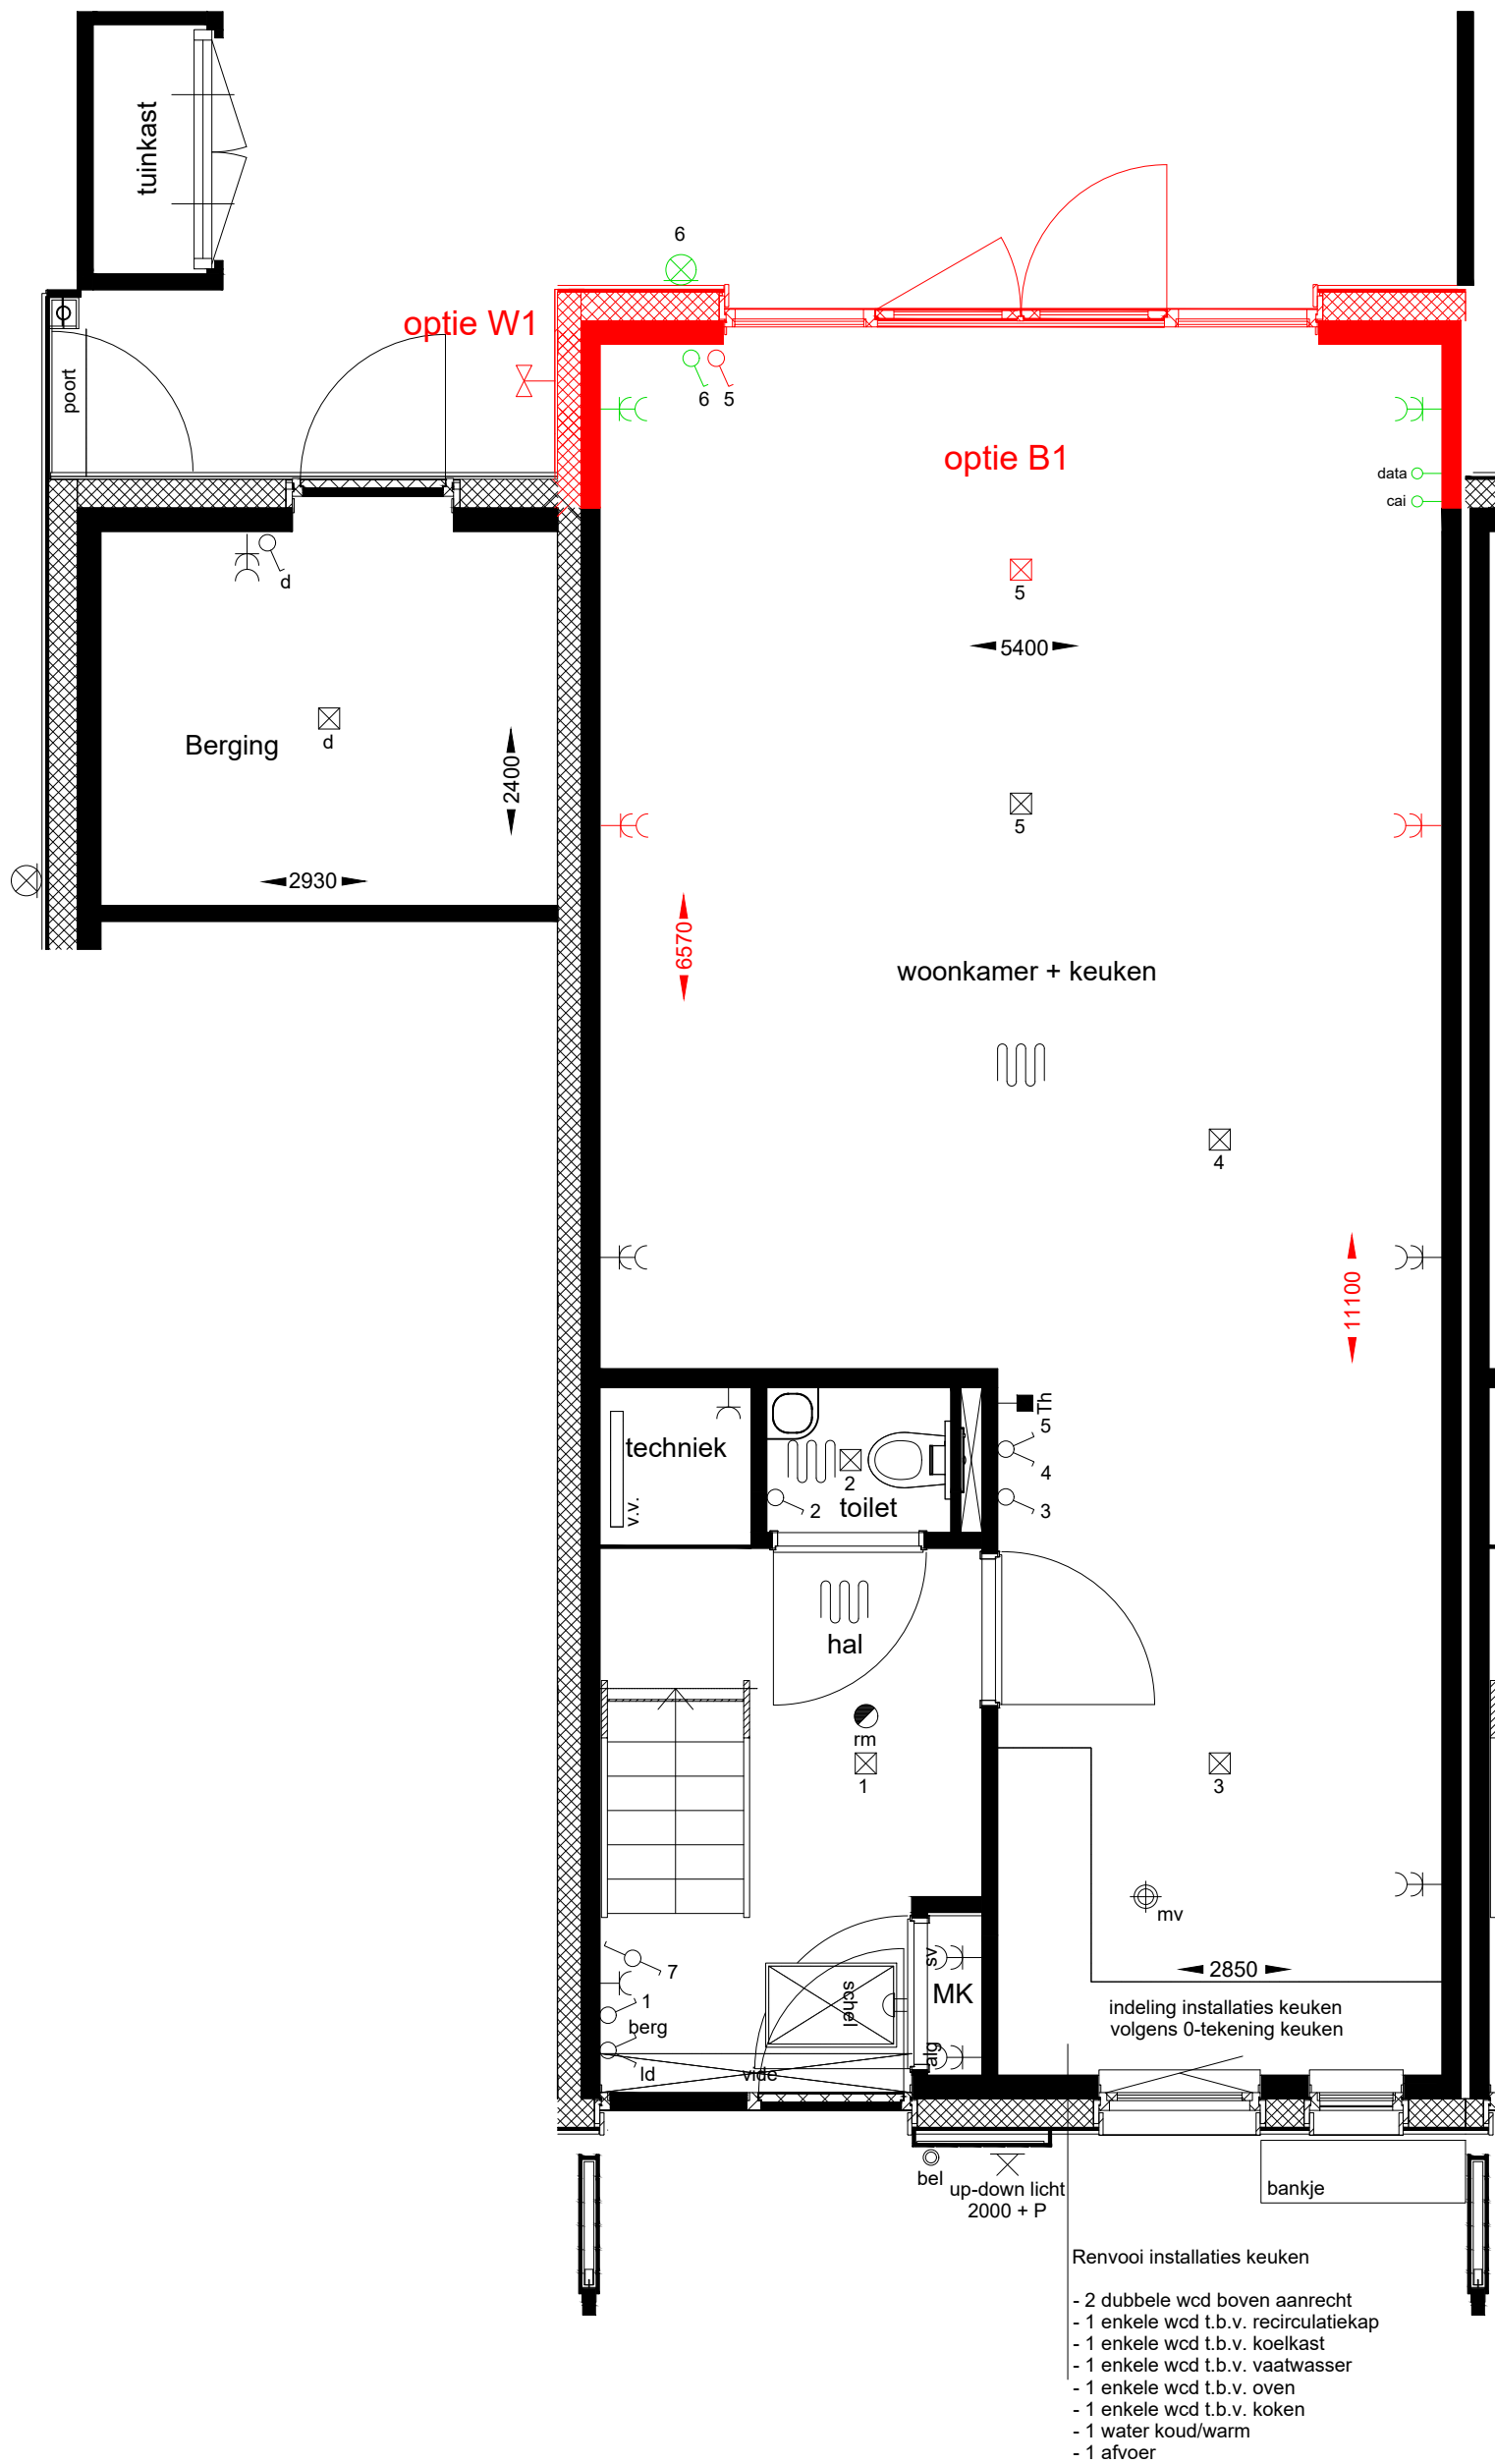 tuinkast
6
optie W1
poort
6
5
optie B1
data
cai
d
5
5400
Berging
d
2400
5
2930
6570
woonkamer + keuken
4
11100
Th
5
techniek
4
2
v.v.
2
toilet
3
hal
rm
1
3
mv
7
sv
2850
schel
MK
1
berg
indeling installaties keuken
volgens 0-tekening keuken
alg
ld
vide
bel
up-down licht
2000 + P
bankje
Renvooi installaties keuken
- 2 dubbele wcd boven aanrecht
- 1 enkele wcd t.b.v. recirculatiekap
- 1 enkele wcd t.b.v. koelkast
- 1 enkele wcd t.b.v. vaatwasser
- 1 enkele wcd t.b.v. oven
- 1 enkele wcd t.b.v. koken
- 1 water koud/warm
- 1 afvoer